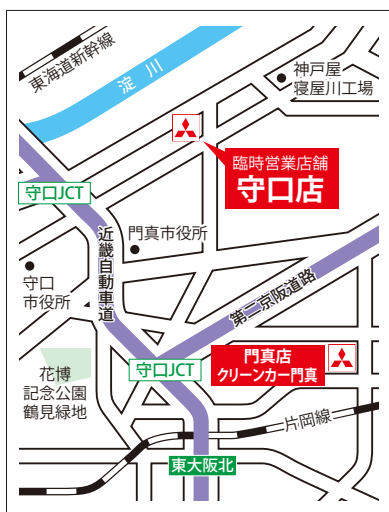 東海道新幹線
淀川
神戸屋
寝屋川工場
臨時営業店舗
守口店
守口JCT
近畿自動車道
門真市役所
守口
市役所
第二京阪道路
門真店
クリーンカー門真
守口JCT
花博
記念公園
鶴見緑地
片岡線
東大阪北